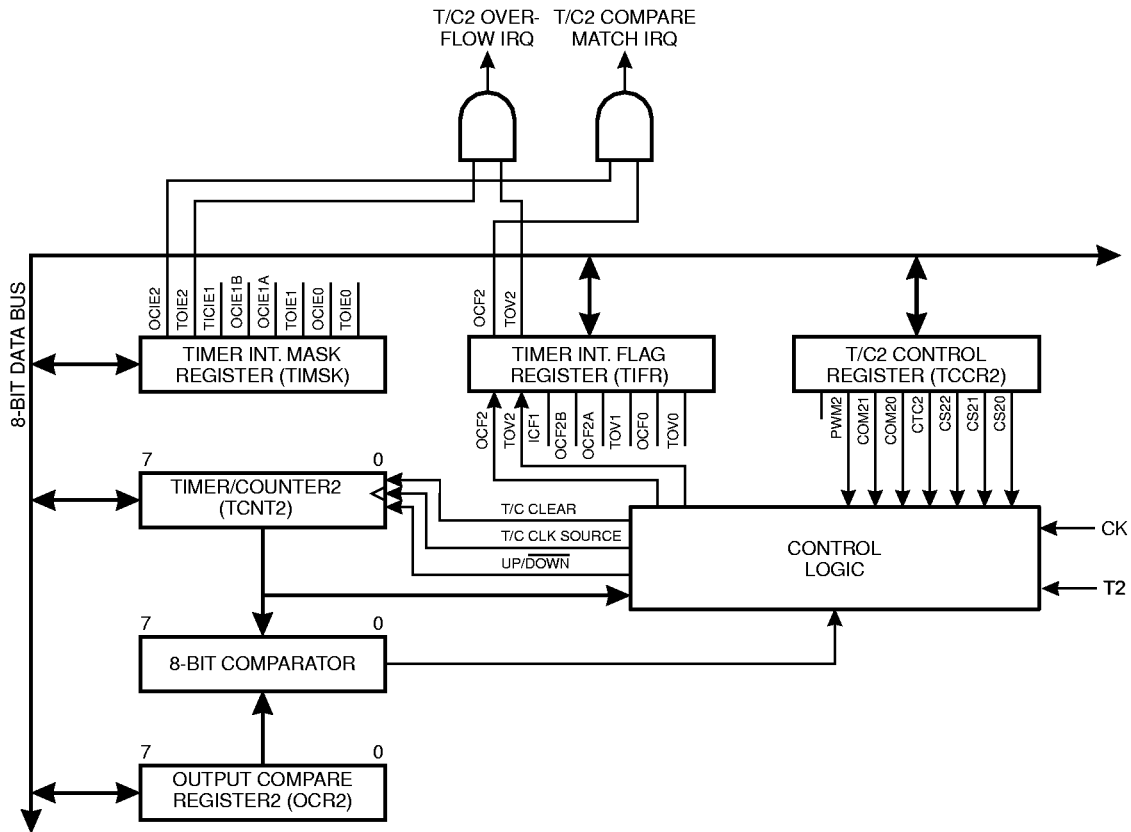 T/C2 OVER-
FLOW IRQ
T/C2 COMPARE
MATCH IRQ
8-BIT DATA BUS
OCIE2
TOIE2
TICIE1
OCIE1B
OCIE1A
TOIE1
OCIE0
TOIE0
OCF2
TOV2
TIMER INT. MASK
REGISTER (TIMSK)
TIMER INT. FLAG
REGISTER (TIFR)
T/C2 CONTROL
REGISTER (TCCR2)
OCF2
TOV2
ICF1
OCF2B
OCF2A
TOV1
OCF0
TOV0
PWM2
COM21
COM20
CTC2
CS22
CS21
CS20
7
0
TIMER/COUNTER2
(TCNT2)
T/C CLEAR
T/C CLK SOURCE
UP/DOWN
CONTROL
LOGIC
CK
T2
7
0
8-BIT COMPARATOR
7
0
OUTPUT COMPARE
REGISTER2 (OCR2)